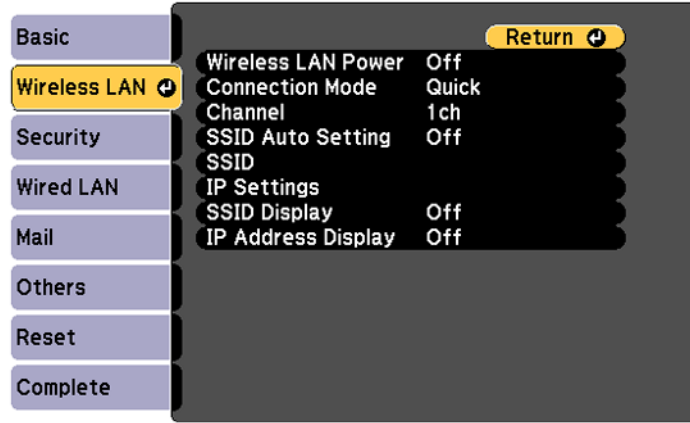 Basic
Wireless LAN
Security
Wired LAN
Mail
Others
Reset
Complete
Return
Wireless LAN Power Off
Connection Mode Quick
Channel 1ch
SSID Auto Setting Off
SSID
IP Settings
SSID Display Off
IP Address Display Off